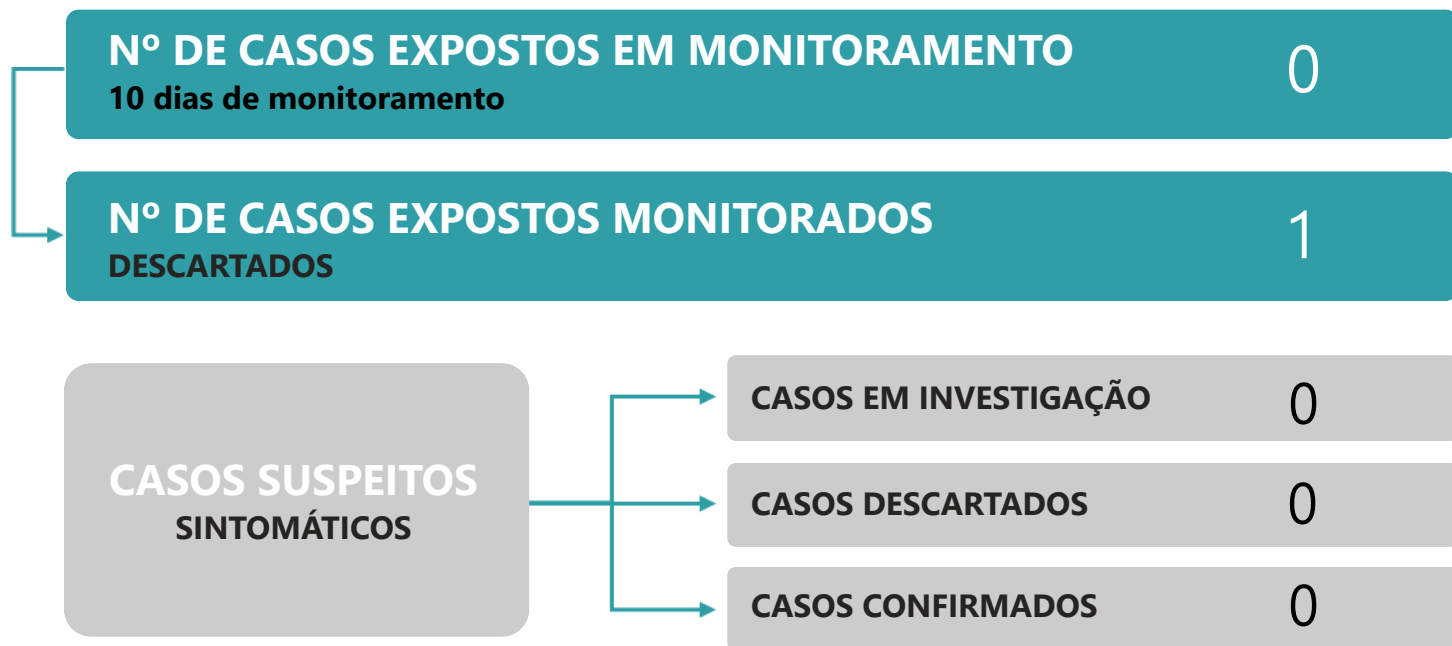 Nº DE CASOS EXPOSTOS EM MONITORAMENTO 0
10 dias de monitoramento
Nº DE CASOS EXPOSTOS MONITORADOS 1
DESCARTADOS
CASOS SUSPEITOS
SINTOMÁTICOS
CASOS EM INVESTIGAÇÃO 0
CASOS DESCARTADOS 0
CASOS CONFIRMADOS 0